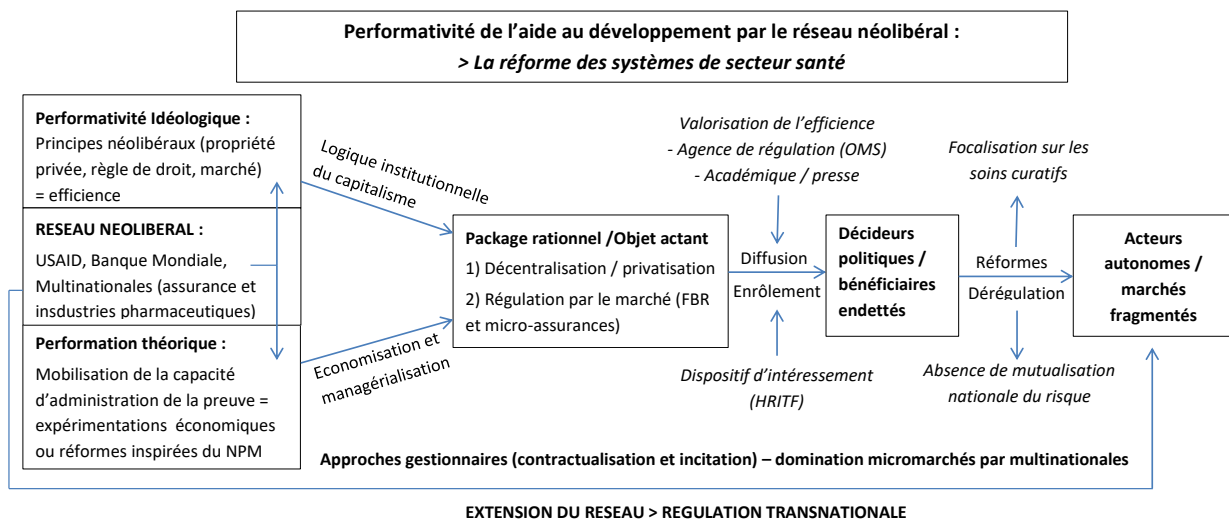 Performativité de l'aide au développement par le réseau néolibéral :
> La réforme des systèmes de secteur santé
Performativité Idéologique :
Principes néolibéraux (propriété
privée, règle de droit, marché)
= efficience
RESEAU NEOLIBERAL :
USAID, Banque Mondiale,
Multinationales (assurance et
insdustries pharmaceutiques)
Performation théorique :
Mobilisation de la capacité
d'administration de la preuve =
expérimentations économiques
ou réformes inspirées du NPM
Logique institutionnelle
du capitalisme
Economisation et
managérialisation
Package rationnel /Objet actant
1) Décentralisation / privatisation
2) Régulation par le marché (FBR
et micro-assurances)
Valorisation de l'efficience
- Agence de régulation (OMS)
- Académique / presse
Diffusion
Enrôlement
Dispositif d'intéressement
(HRITF)
Décideurs
politiques /
bénéficiaires
endettés
Focalisation sur les
soins curatifs
Réformes
Dérégulation
Absence de mutualisation
nationale du risque
Acteurs
autonomes /
marchés
fragmentés
Approches gestionnaires (contractualisation et incitation) – domination micromarchés par multinationales
EXTENSION DU RESEAU > REGULATION TRANSNATIONALE